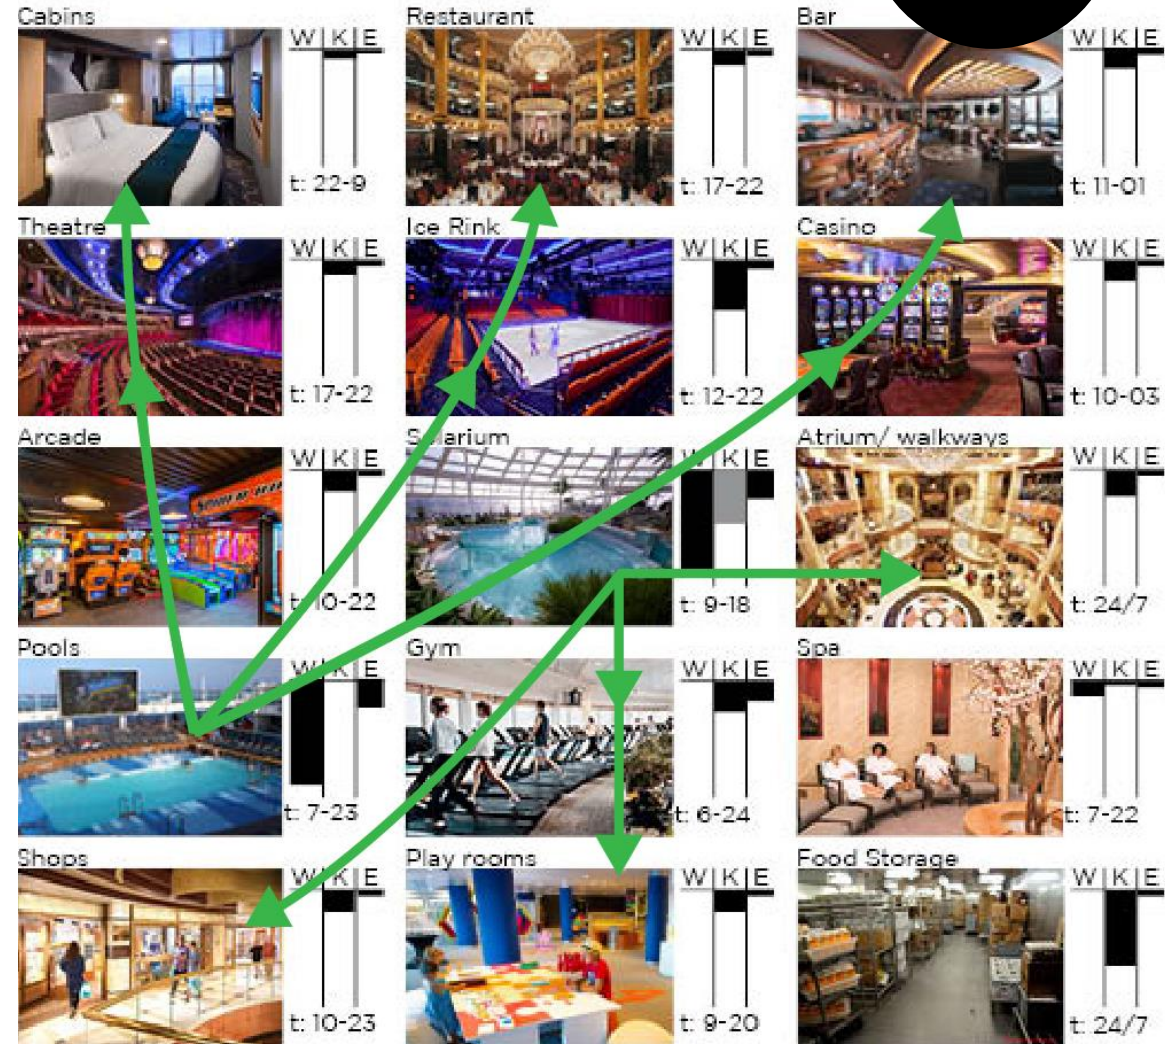 Cabins
W K E
t: 22-9
Restaurant
W K E
t: 17-22
Bar
W K E
t: 11-01
Theatre
W K E
t: 17-22
Ice Rink
W K E
t: 12-22
Casino
W K E
t: 10-03
Arcade
W K E
t: 10-22
Solarium
W K E
t: 9-18
Atrium/ walkways
W K E
t: 24/7
Pools
W K E
t: 7-23
Gym
W K E
t: 6-24
Spa
W K E
t: 7-22
Shops
W K E
t: 10-23
Play rooms
W K E
t: 9-20
Food Storage
W K E
t: 24/7